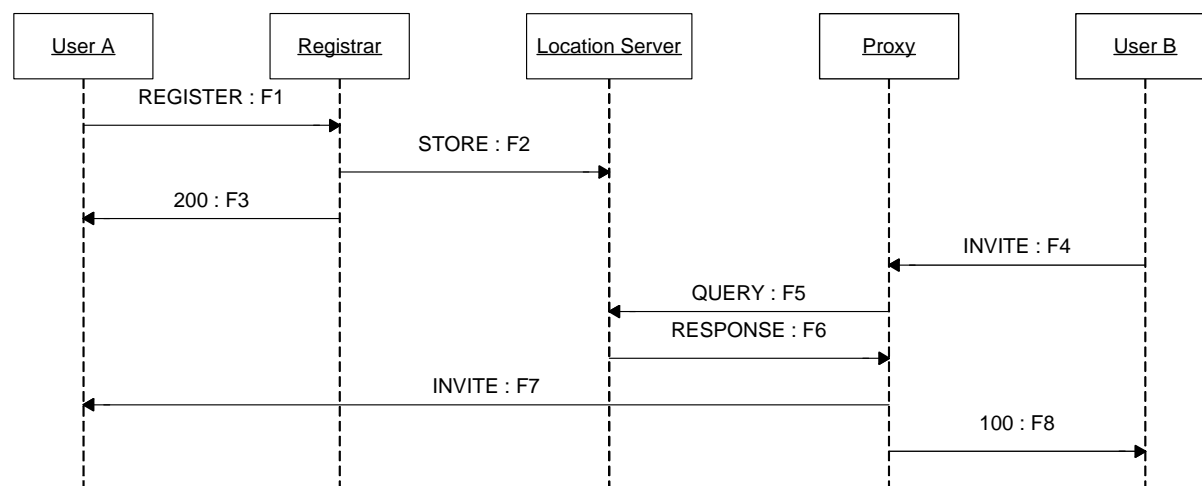 User A
Registrar
Location Server
Proxy
User B
REGISTER : F1
STORE : F2
200 : F3
INVITE : F4
QUERY : F5
RESPONSE : F6
INVITE : F7
100 : F8